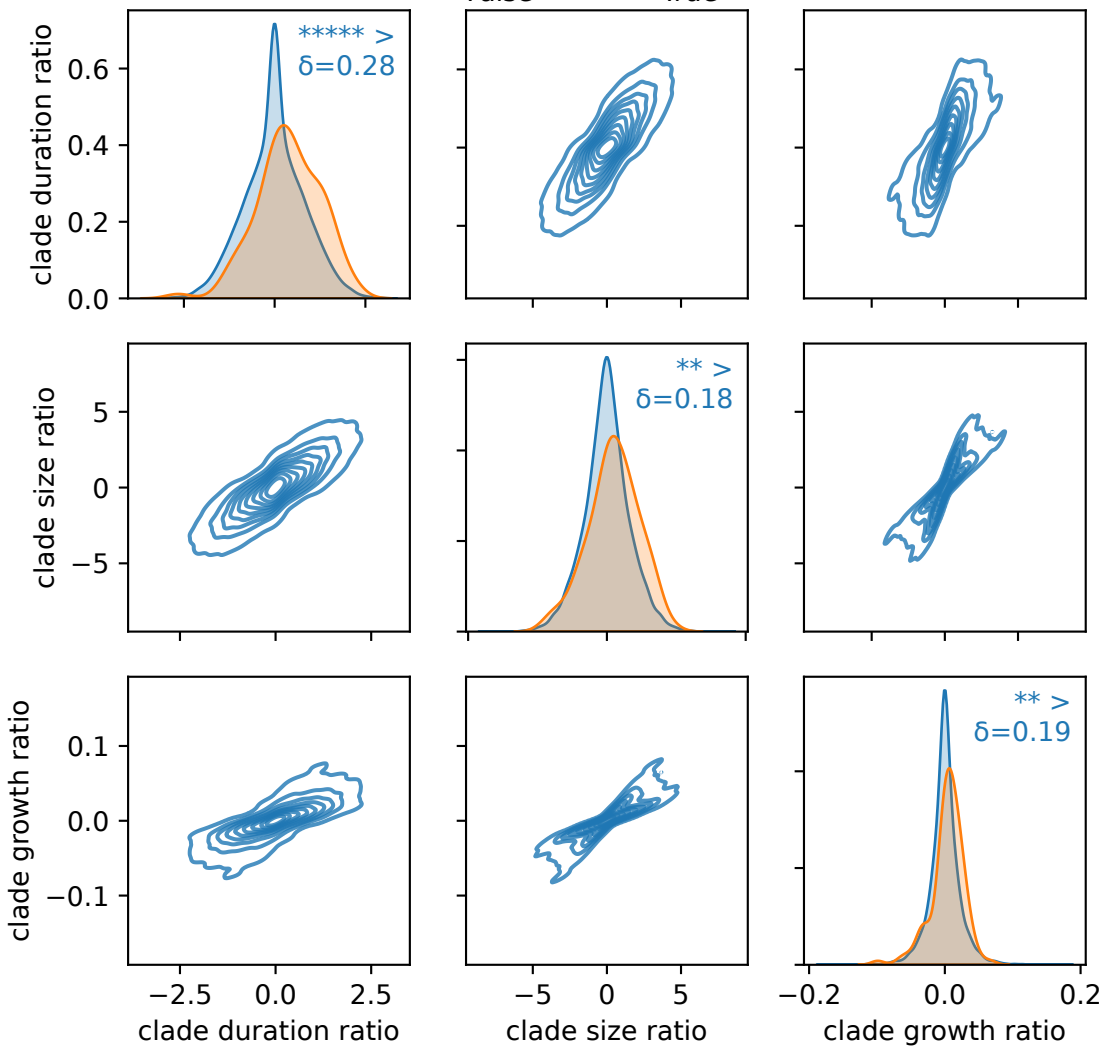 clade duration ratio
0.6
0.4
0.2
0.0
***** >
δ=0.28
clade size ratio
5
0
−5
** >
δ=0.18
clade growth ratio
0.1
0.0
−0.1
** >
δ=0.19
−2.5 0.0 2.5
−5 0 5
−0.2 0.0 0.2
clade duration ratio
clade size ratio
clade growth ratio